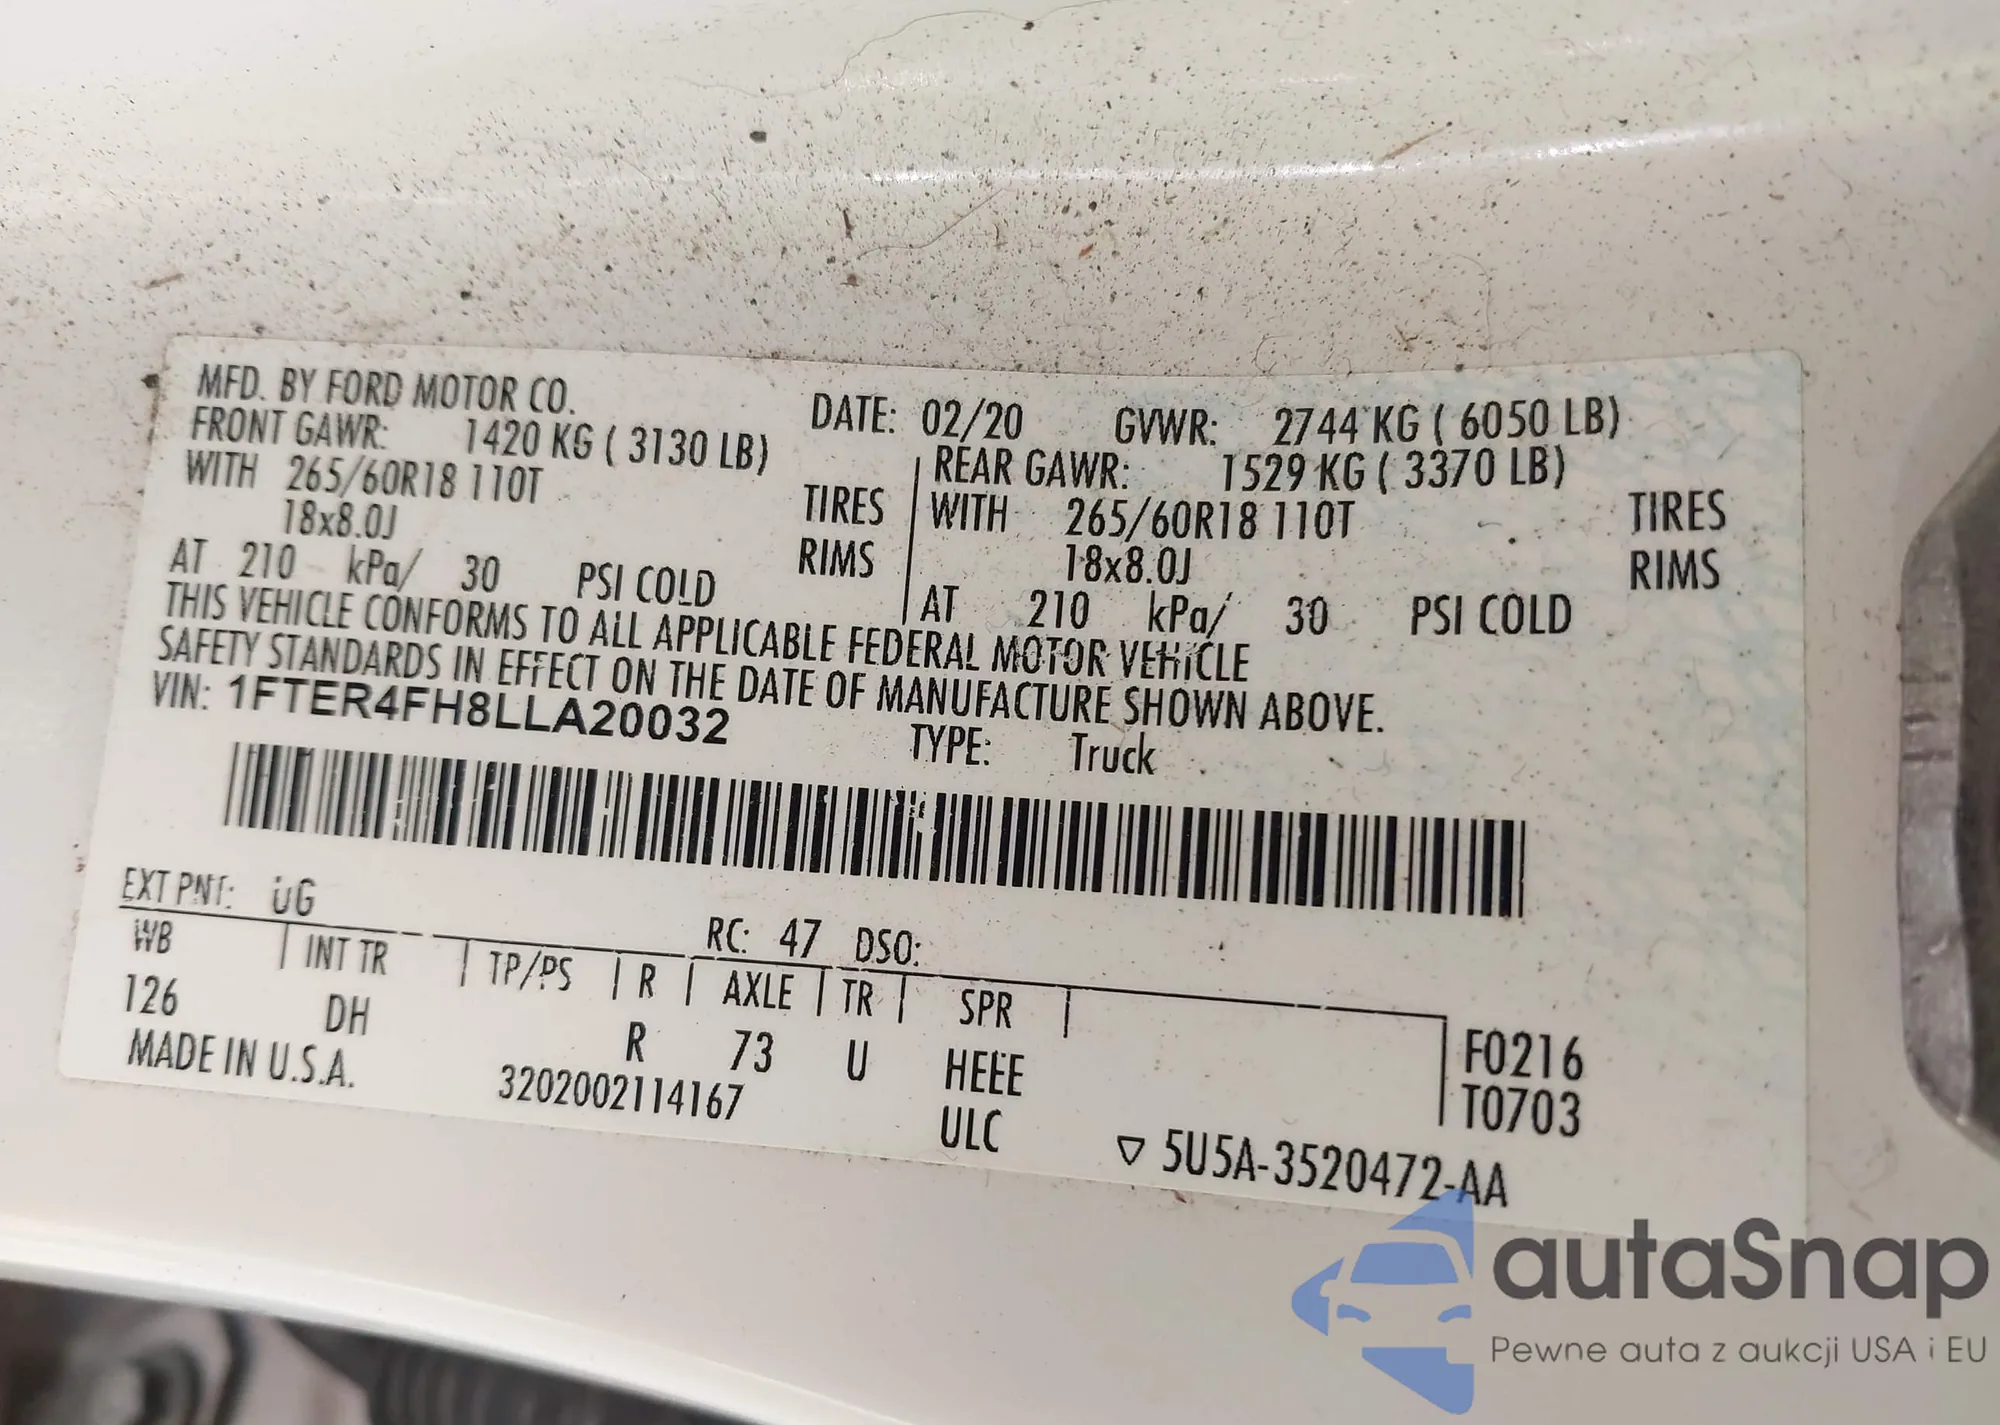 MFD. BY FORD MOTOR CO. DATE: 02/20 GVWR: 2744 KG ( 6050 LB)
FRONT GAWR: 1420 KG ( 3130 LB) REAR GAWR: 1529 KG ( 3370 LB)
WITH 265/60R18 110T TIRES WITH 265/60R18 110T TIRES
18x8.0J RIMS 18x8.0J RIMS
AT 210 kPa/ 30 PSI COLD AT 210 kPa/ 30 PSI COLD
THIS VEHICLE CONFORMS TO ALL APPLICABLE FEDERAL MOTOR VEHICLE
SAFETY STANDARDS IN EFFECT ON THE DATE OF MANUFACTURE SHOWN ABOVE.
VIN: 1FTER4FH8LLA20032 TYPE: Truck
EXT PNT: UG RC: 47 DSO:
WB INT TR TP/PS R AXLE TR SPR
126 DH R 73 U HEEE F0216
MADE IN U.S.A. 3202002114167 ULC T0703
▽ 5U5A-3520472-AA
autaSnap
Pewne auta z aukcji USA i EU